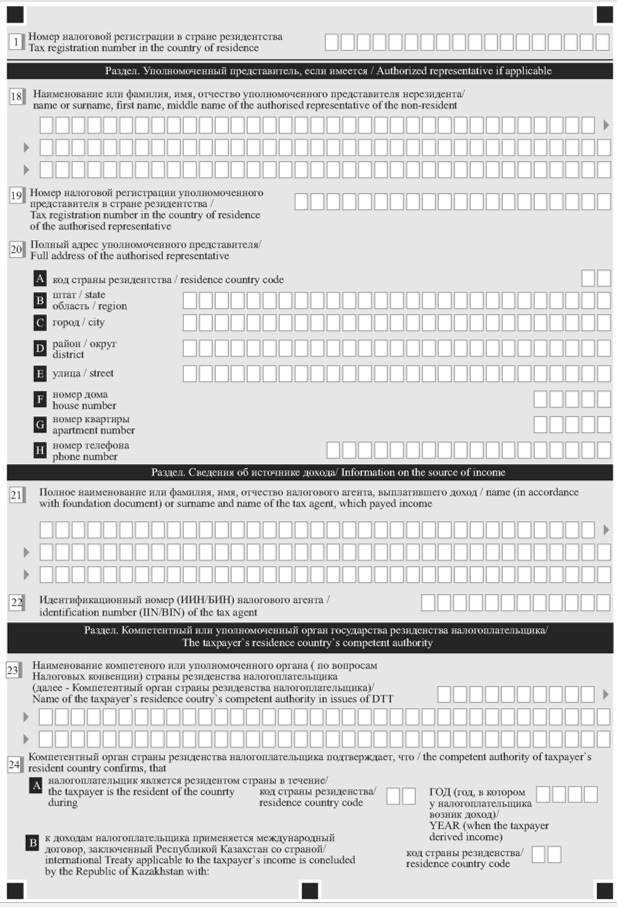 1 Номер налоговой регистрации в стране резидентства
Tax registration number in the country of residence
Раздел. Уполномоченный представитель, если имеется / Authorized representative if applicable
18 Наименование или фамилия, имя, отчество уполномоченного представителя нерезидента/
name or surname, first name, middle name of the authorised representative of the non-resident
19 Номер налоговой регистрации уполномоченного
представителя в стране резидентства /
Tax registration number in the country of residence
of the authorised representative
20 Полный адрес уполномоченного представителя/
Full address of the authorised representative
A код страны резидентства / residence country code
B штат / state
область / region
C город / city
D район / округ
district
E улица / street
F номер дома
house number
G номер квартиры
apartment number
H номер телефона
phone number
Раздел. Сведения об источнике дохода/ Information on the source of income
21 Полное наименование или фамилия, имя, отчество налогового агента, выплатившего доход / name (in accordance
with foundation document) or surname and name of the tax agent, which payed income
22 Идентификационный номер (ИИН/БИН) налогового агента /
identification number (IIN/BIN) of the tax agent
Раздел. Компетентный или уполномоченный орган государства резиденства налогоплательщика/
The taxpayer`s residence country`s competent authority
23 Наименование компетеного или уполномоченного органа ( по вопросам
Налоговых конвенции) страны резиденства налогоплательщика
(далее - Компетентный орган страны резиденства налогоплательщика)/
Name of the taxpayer`s residence coutry`s competent authority in issues of DTT
24 Компетентный орган страны резиденства налогоплательщика подтверждает, что / the competent authority of taxpayer`s
resident country confirms, that
A налогоплательщик является резидентом страны в течение/
the taxpayer is the resident of the counrty
during
код страны резиденства/
residence country code
ГОД (год, в котором
у налогоплательщика
возник доход)/
YEAR (when the taxpayer
derived income)
B к доходам налогоплательщика применяется международный
договор, заключенный Республикой Казахстан со страной/
international Treaty applicable to the taxpayer`s income is concluded
by the Republic of Kazakhstan with:
код страны резиденства/
residence country code